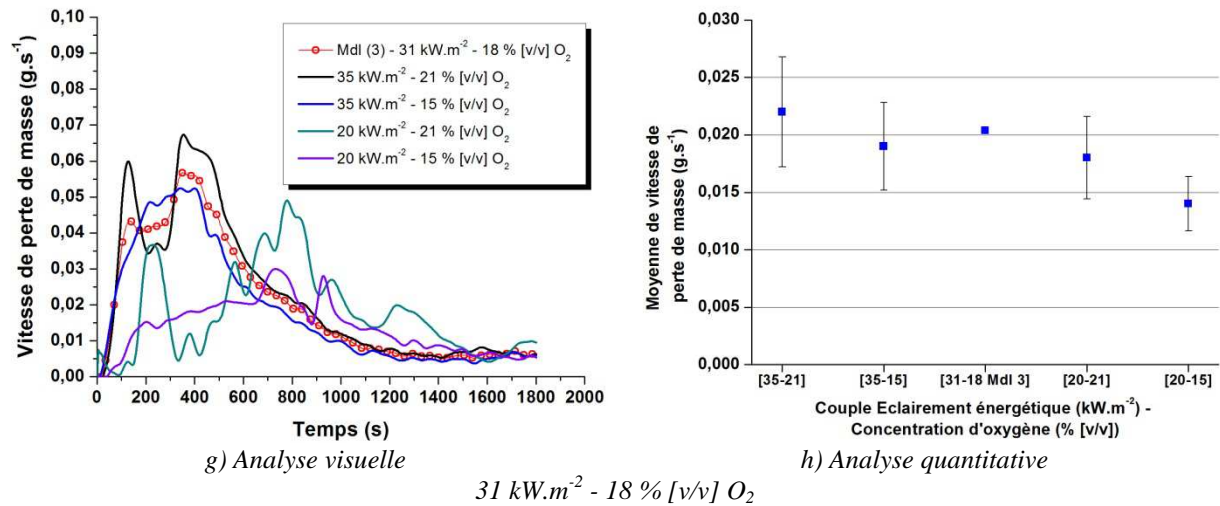 0,10
0,09
0,08
0,07
0,06
0,05
0,04
0,03
0,02
0,01
0,00
Vitesse de perte de masse (g.s⁻¹)
Mdl (3) - 31 kW.m⁻² - 18 % [v/v] O₂
35 kW.m⁻² - 21 % [v/v] O₂
35 kW.m⁻² - 15 % [v/v] O₂
20 kW.m⁻² - 21 % [v/v] O₂
20 kW.m⁻² - 15 % [v/v] O₂
0 200 400 600 800 1000 1200 1400 1600 1800 2000
Temps (s)
g) Analyse visuelle
0,030
0,025
0,020
0,015
0,010
0,005
0,000
Moyenne de vitesse de
perte de masse (g.s⁻¹)
[35-21] [35-15] [31-18 Mdl 3] [20-21] [20-15]
Couple Eclairement énergétique (kW.m⁻²) -
Concentration d'oxygène (% [v/v])
h) Analyse quantitative
31 kW.m⁻² - 18 % [v/v] O₂